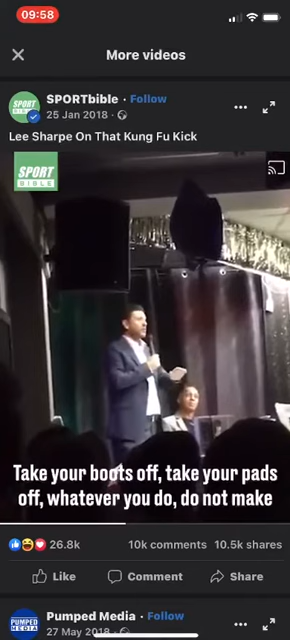 09:58
More videos
SPORTbible · Follow
25 Jan 2018 ·
Lee Sharpe On That Kung Fu Kick
SPORT
BIBLE
Take your boots off, take your pads
off, whatever you do, do not make
26.8k 10k comments 10.5k shares
Like Comment Share
PUMPED
MEDIA
Pumped Media · Follow
27 May 2018 ·